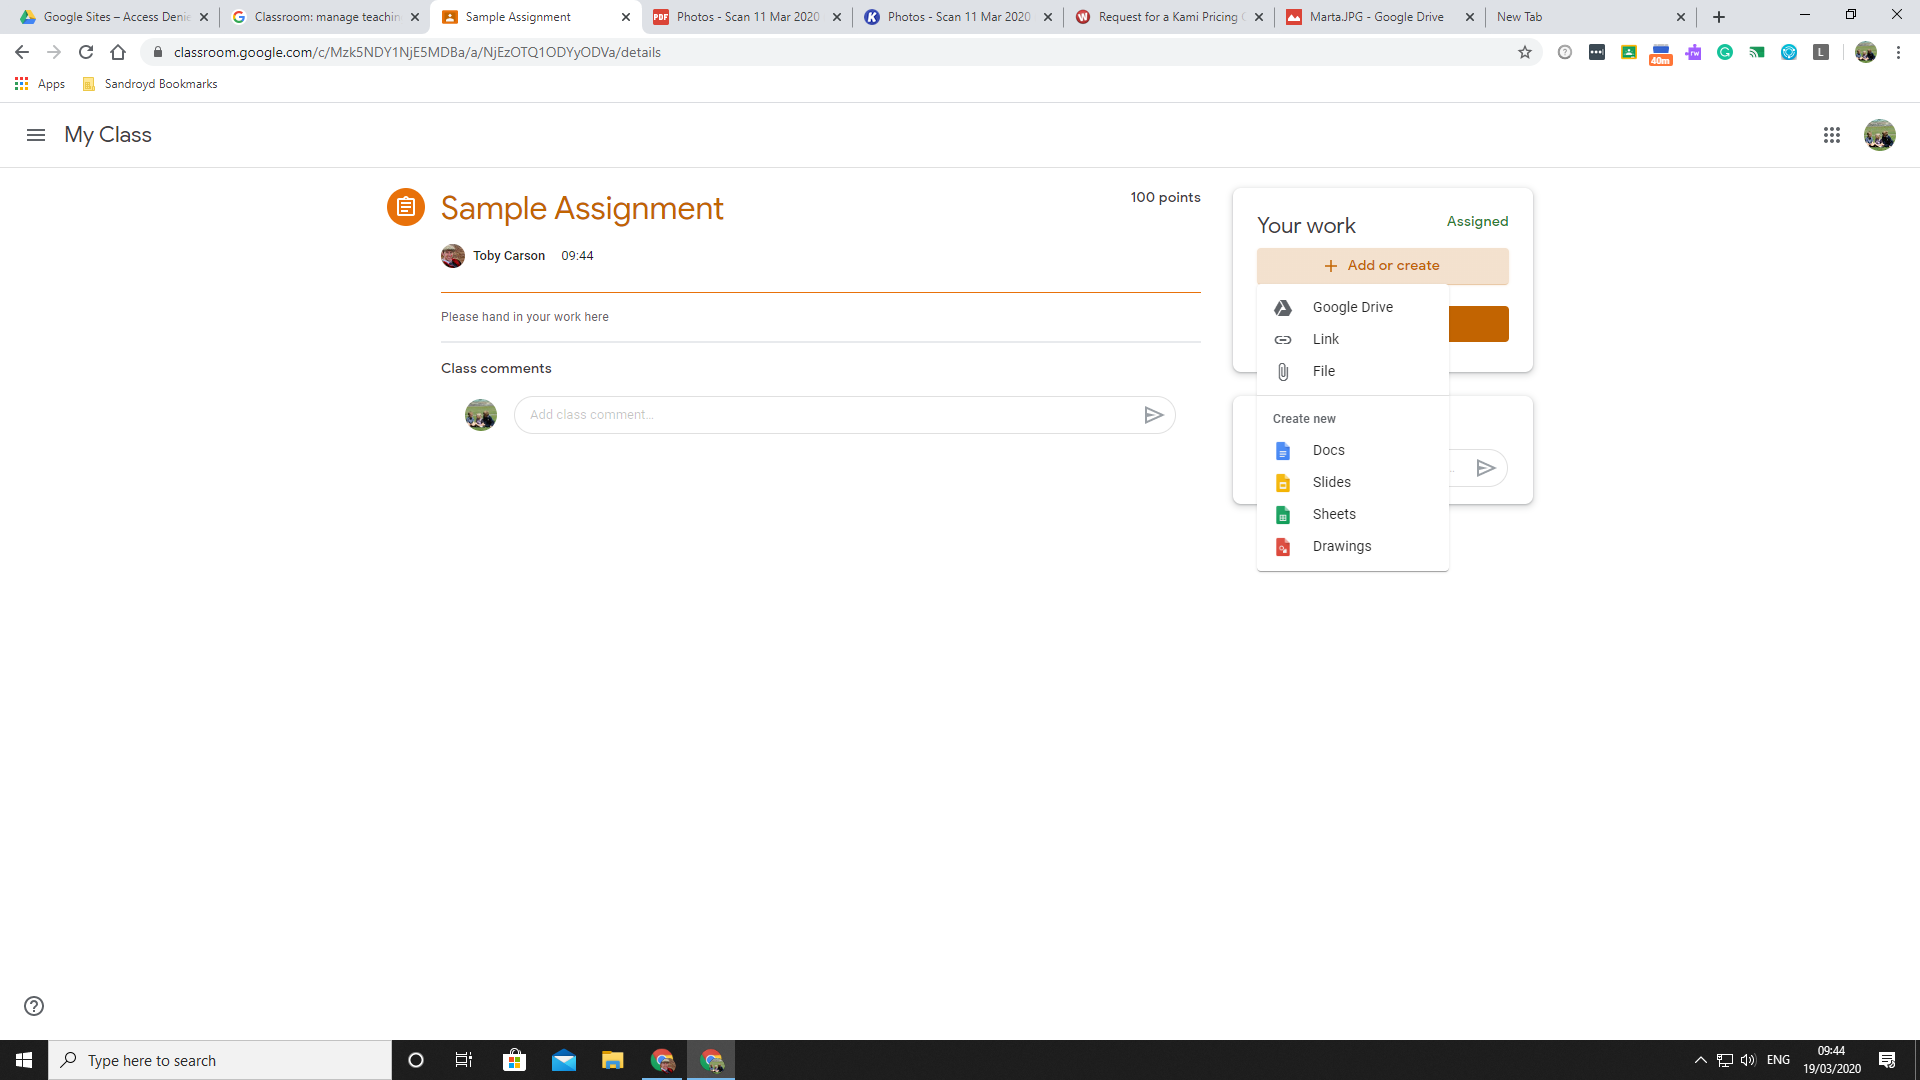 Google Sites – Access Denie
Classroom: manage teachin
Sample Assignment
PDF
Photos - Scan 11 Mar 2020
K
Photos - Scan 11 Mar 2020
Request for a Kami Pricing
MartaJPG - Google Drive
New Tab
classroom.google.com/c/Mzk5NDY1NjE5MDBa/a/NjEzOTQ1ODYyODVa/details
40m
rw
L
Apps
Sandroyd Bookmarks
My Class
Sample Assignment
100 points
Toby Carson 09:44
Please hand in your work here
Class comments
Add class comment...
Your work
Assigned
+ Add or create
Google Drive
Link
File
Create new
Docs
Slides
Sheets
Drawings
Type here to search
ENG
09:44
19/03/2020